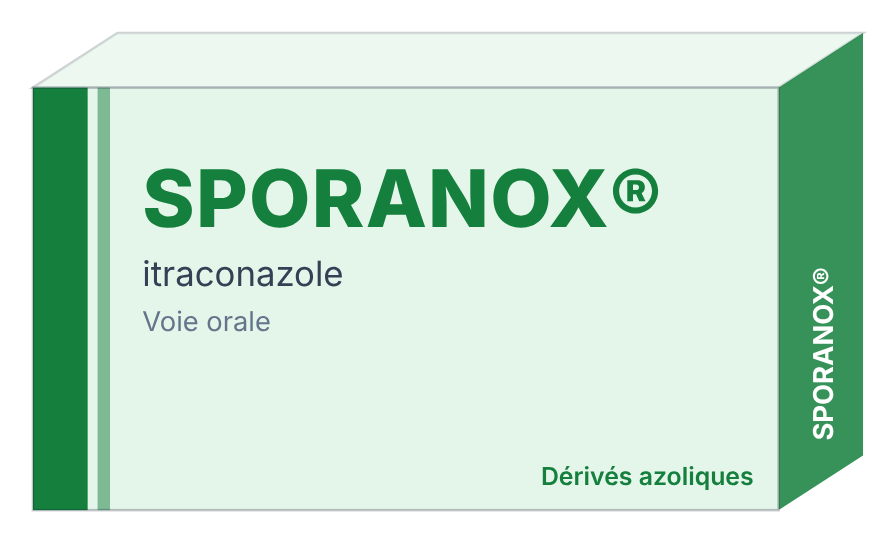 SPORANOX®
itraconazole
Voie orale
Dérivés azoliques
SPORANOX®